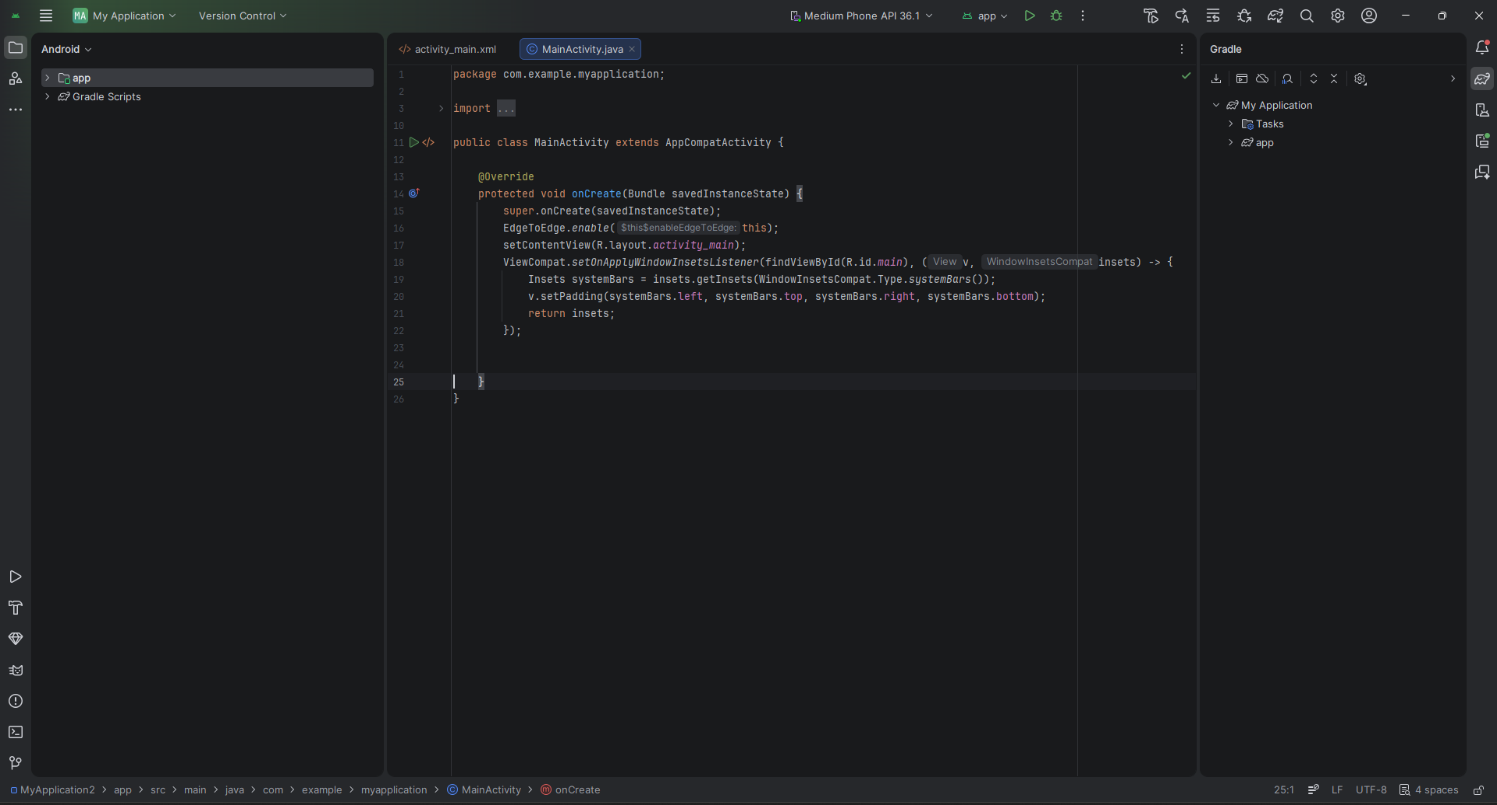 MA My Application Version Control Medium Phone API 36.1 app
Android
app
Gradle Scripts
activity_main.xml MainActivity.java
1 package com.example.myapplication;
2
3 import ...
10
11 public class MainActivity extends AppCompatActivity {
12
13 @Override
14 protected void onCreate(Bundle savedInstanceState) {
15 super.onCreate(savedInstanceState);
16 EdgeToEdge.enable( $this$enableEdgeToEdge: this);
17 setContentView(R.layout.activity_main);
18 ViewCompat.setOnApplyWindowInsetsListener(findViewById(R.id.main), ( View v, WindowInsetsCompat insets) -> {
19 Insets systemBars = insets.getInsets(WindowInsetsCompat.Type.systemBars());
20 v.setPadding(systemBars.left, systemBars.top, systemBars.right, systemBars.bottom);
21 return insets;
22 });
23
24
25 }
26 }
Gradle
My Application
Tasks
app
MyApplication2 > app > src > main > java > com > example > myapplication > MainActivity > onCreate 25:1 LF UTF-8 4 spaces